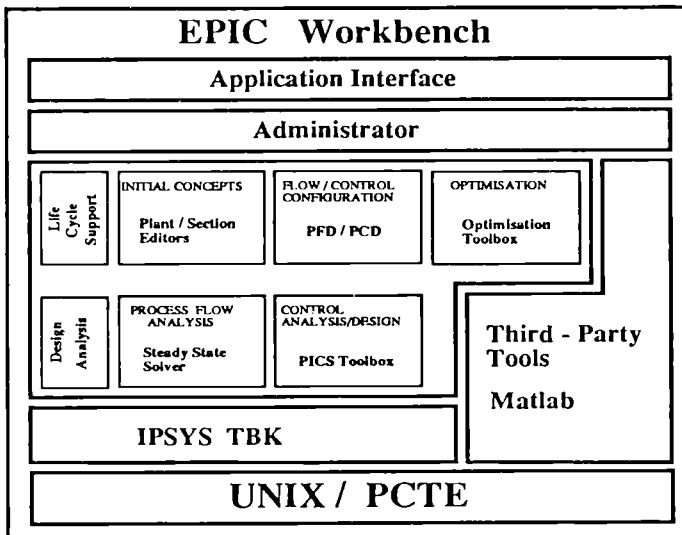 EPIC Workbench
Application Interface
Administrator
Life
Cycle
Support
INITIAL CONCEPTS
Plant / Section
Editors
FLOW / CONTROL
CONFIGURATION
PFD / PCD
OPTIMISATION
Optimisation
Toolbox
Design
Analysis
PROCESS FLOW
ANALYSIS
Steady State
Solver
CONTROL
ANALYSIS/DESIGN
PICS Toolbox
Third - Party
Tools
Matlab
IPSYS TBK
UNIX / PCTE